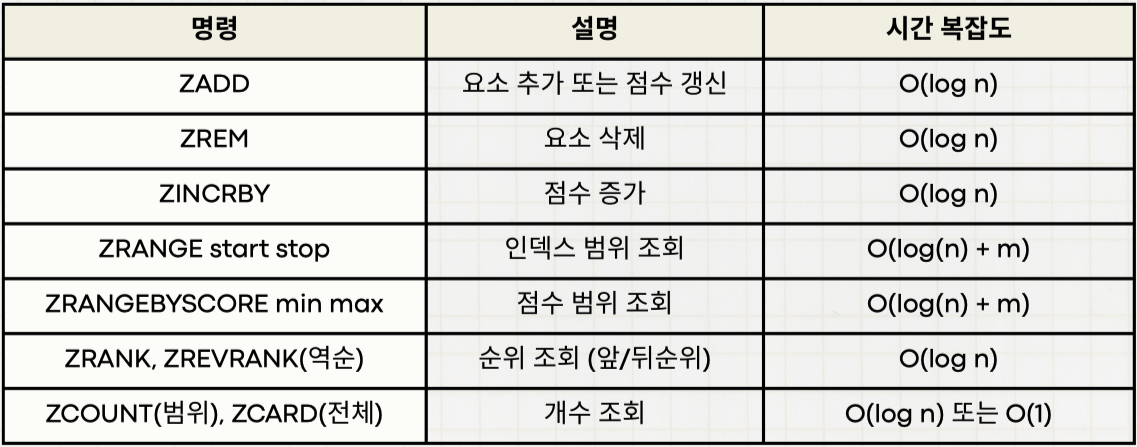 명령 설명 시간 복잡도
ZADD 요소 추가 또는 점수 갱신 O(log n)
ZREM 요소 삭제 O(log n)
ZINCRBY 점수 증가 O(log n)
ZRANGE start stop 인덱스 범위 조회 O(log(n) + m)
ZRANGEBYSCORE min max 점수 범위 조회 O(log(n) + m)
ZRANK, ZREVRANK(역순) 순위 조회 (앞/뒤순위) O(log n)
ZCOUNT(범위), ZCARD(전체) 개수 조회 O(log n) 또는 O(1)